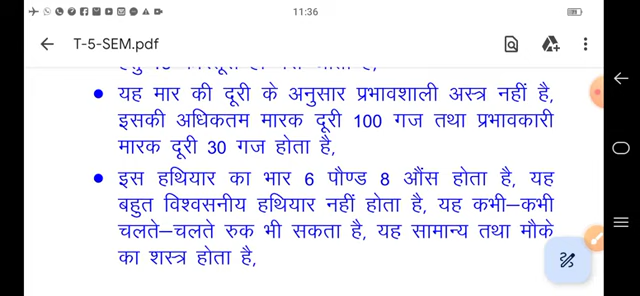 11:36
T-5-SEM.pdf
यह मार की दूरी के अनुसार प्रभावशाली अस्त्र नहीं है,
इसकी अधिकतम मारक दूरी 100 गज तथा प्रभावकारी
मारक दूरी 30 गज होता है,
इस हथियार का भार 6 पौण्ड 8 औंस होता है, यह
बहुत विश्वसनीय हथियार नहीं होता है, यह कभी–कभी
चलते–चलते रुक भी सकता है, यह सामान्य तथा मौके
का शस्त्र होता है,